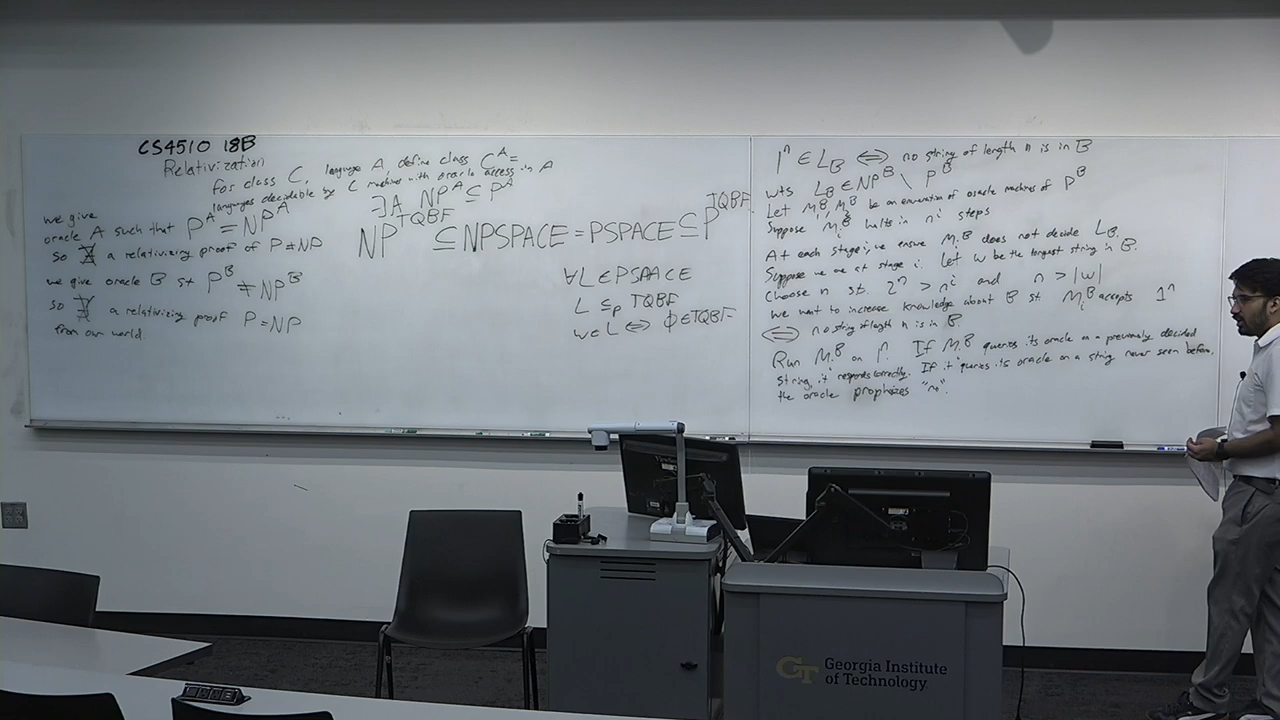 CS4510 18B
Relativization
for class C, language A, define class C^A =
languages decidable by C machines with oracle access in A
∃A NP^A ⊆ P^A
we give
oracle A such that P^A = NP^A
so ∄ a relativizing proof of P≠NP
we give oracle B st P^B ≠ NP^B
so ∄ a relativizing proof P=NP
from our world.
NP^TQBF ⊆ NPSPACE = PSPACE ⊆ P^TQBF
∀L∈PSAACE
L ≤p TQBF
w∈L ⇔ ϕ∈TQBF
1^n ∈ L_B ⇔ no string of length n is in B
wts L_B ∈ NP^B \ P^B
Let M_1^B, M_2^B be an enumeration of oracle machines of P^B
Suppose M_i^B halts in n^i steps
At each stage i, we ensure M_i^B does not decide L_B.
Suppose we are at stage i. Let w be the longest string in B.
Choose n st. 2^n > n^i and n > |w|
We want to increase knowledge about B st M_i^B accepts 1^n
⇔ no string of length n is in B.
Run M_i^B on 1^n. If M_i^B queries its oracle on a previously decided
string, it responds correctly. If it queries its oracle on a string never seen before,
the oracle prophesizes "no".
ViewSonic
GT Georgia Institute
of Technology